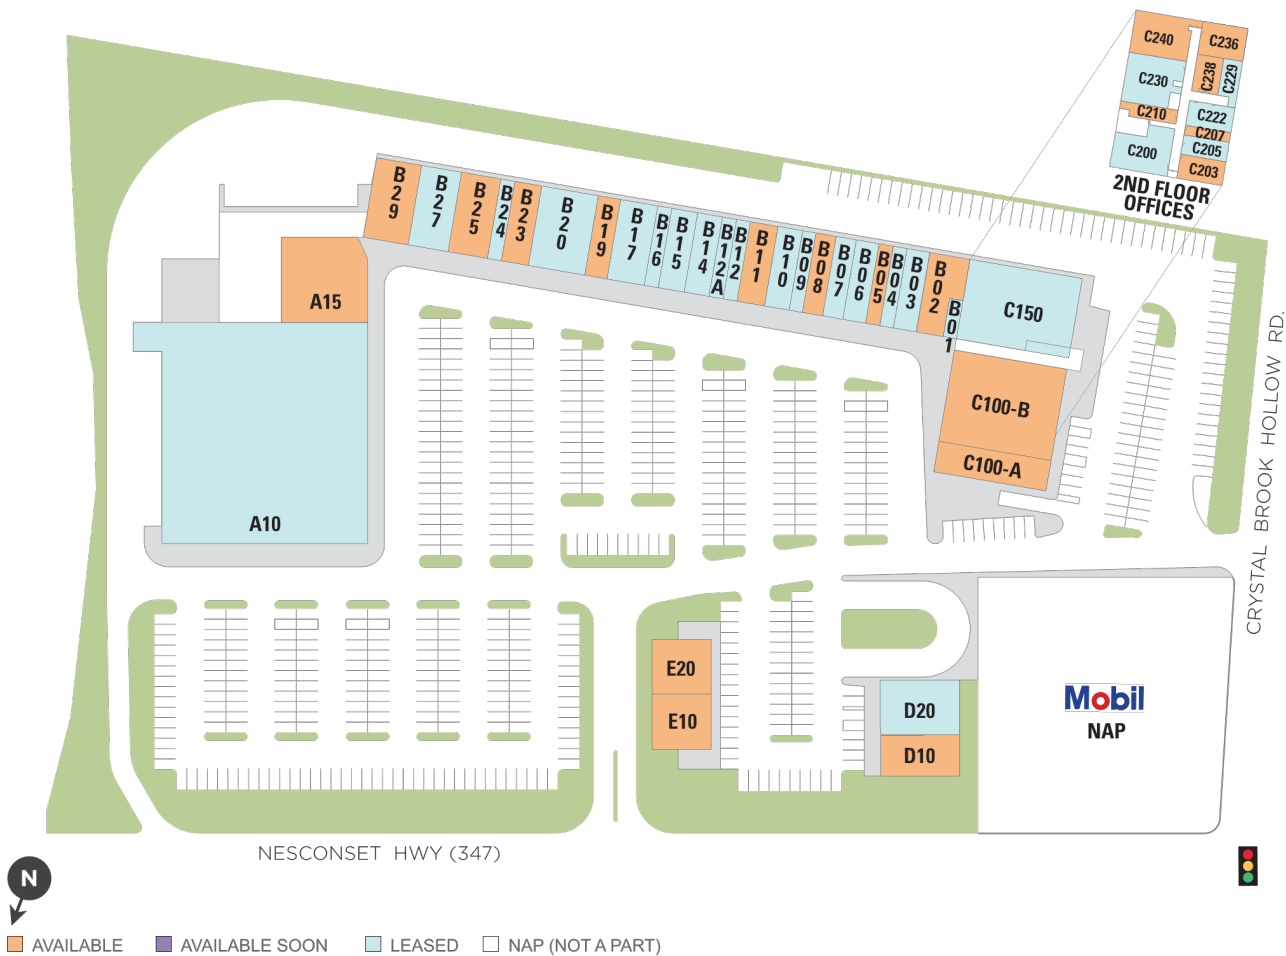 C240
C236
C230
C238
C229
C210
C222
C207
C200
C205
C203
2ND FLOOR
OFFICES
B29
B27
B25
B24
B23
B20
B19
B17
B16
B15
B14
B12A
B12
B11
B10
B09
B08
B07
B06
B05
B04
B03
B02
B01
C150
A15
C100-B
C100-A
A10
CRYSTAL BROOK HOLLOW RD.
E20
E10
D20
D10
Mobil
NAP
NESCONSET HWY (347)
N
AVAILABLE
AVAILABLE SOON
LEASED
NAP (NOT A PART)